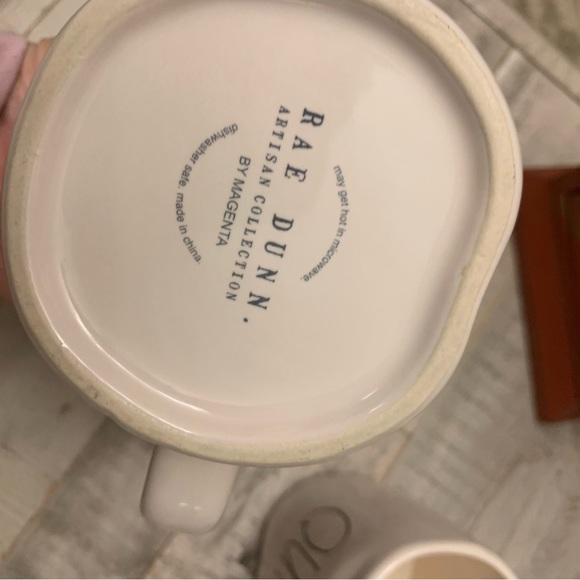 may get hot in microwave.
RAE DUNN.
ARTISAN COLLECTION
BY MAGENTA
dishwasher safe. made in china.